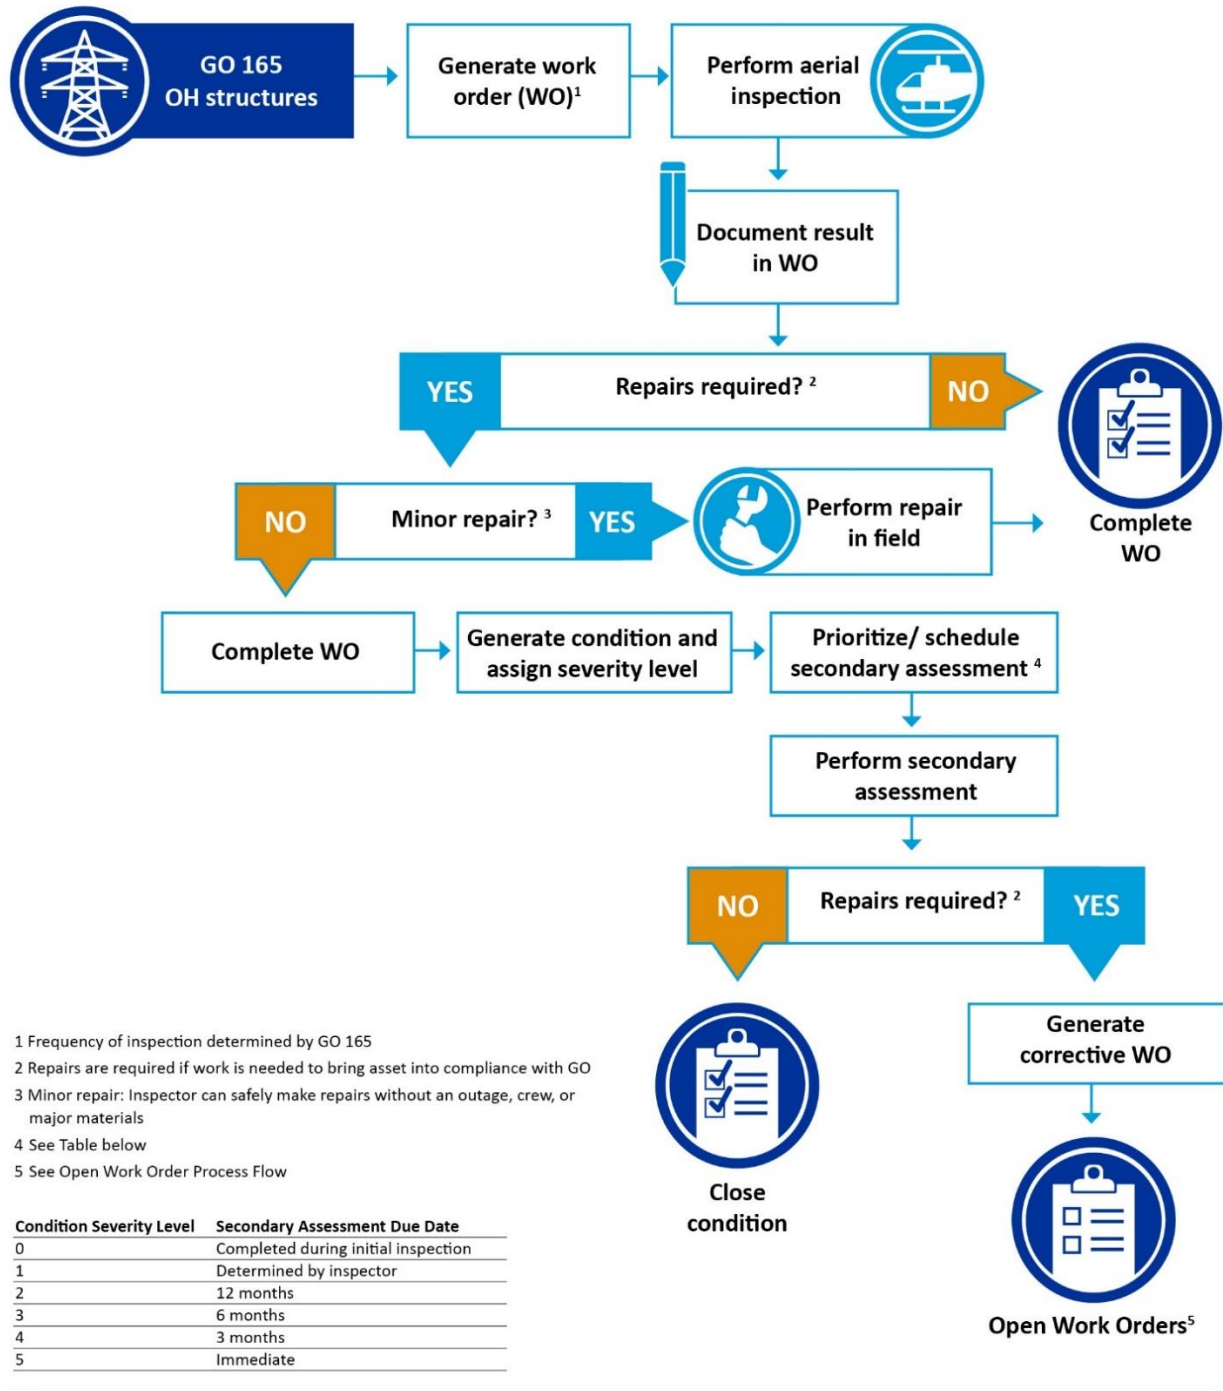 GO 165
OH structures
Generate work
order (WO)¹
Perform aerial
inspection
Document result
in WO
YES
Repairs required? ²
NO
Complete
WO
NO
Minor repair? ³
YES
Perform repair
in field
Complete WO
Generate condition and
assign severity level
Prioritize/ schedule
secondary assessment ⁴
Perform secondary
assessment
NO
Repairs required? ²
YES
Close
condition
Generate
corrective WO
Open Work Orders⁵
1 Frequency of inspection determined by GO 165
2 Repairs are required if work is needed to bring asset into compliance with GO
3 Minor repair: Inspector can safely make repairs without an outage, crew, or
major materials
4 See Table below
5 See Open Work Order Process Flow
Condition Severity Level Secondary Assessment Due Date
0 Completed during initial inspection
1 Determined by inspector
2 12 months
3 6 months
4 3 months
5 Immediate